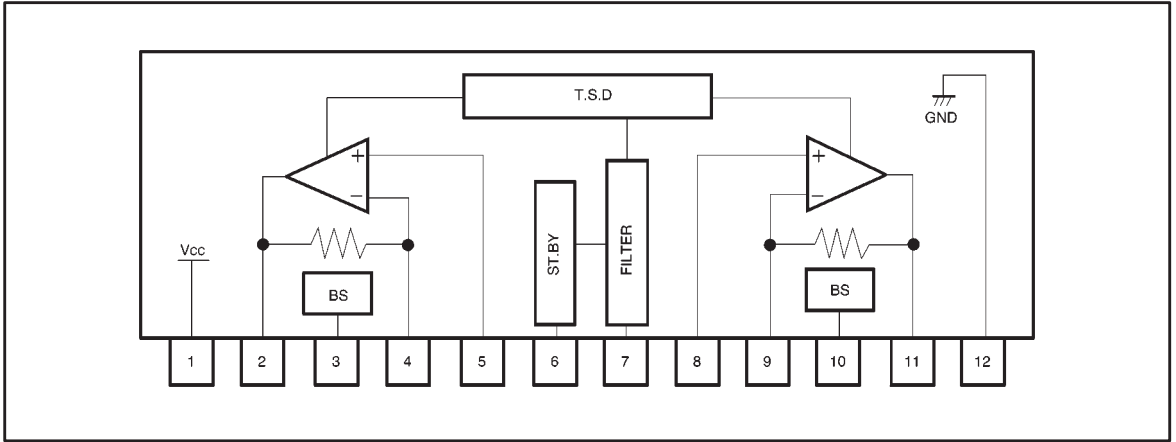 T.S.D
GND
+
−
+
−
Vcc
BS
ST.BY
FILTER
BS
1 2 3 4 5 6 7 8 9 10 11 12